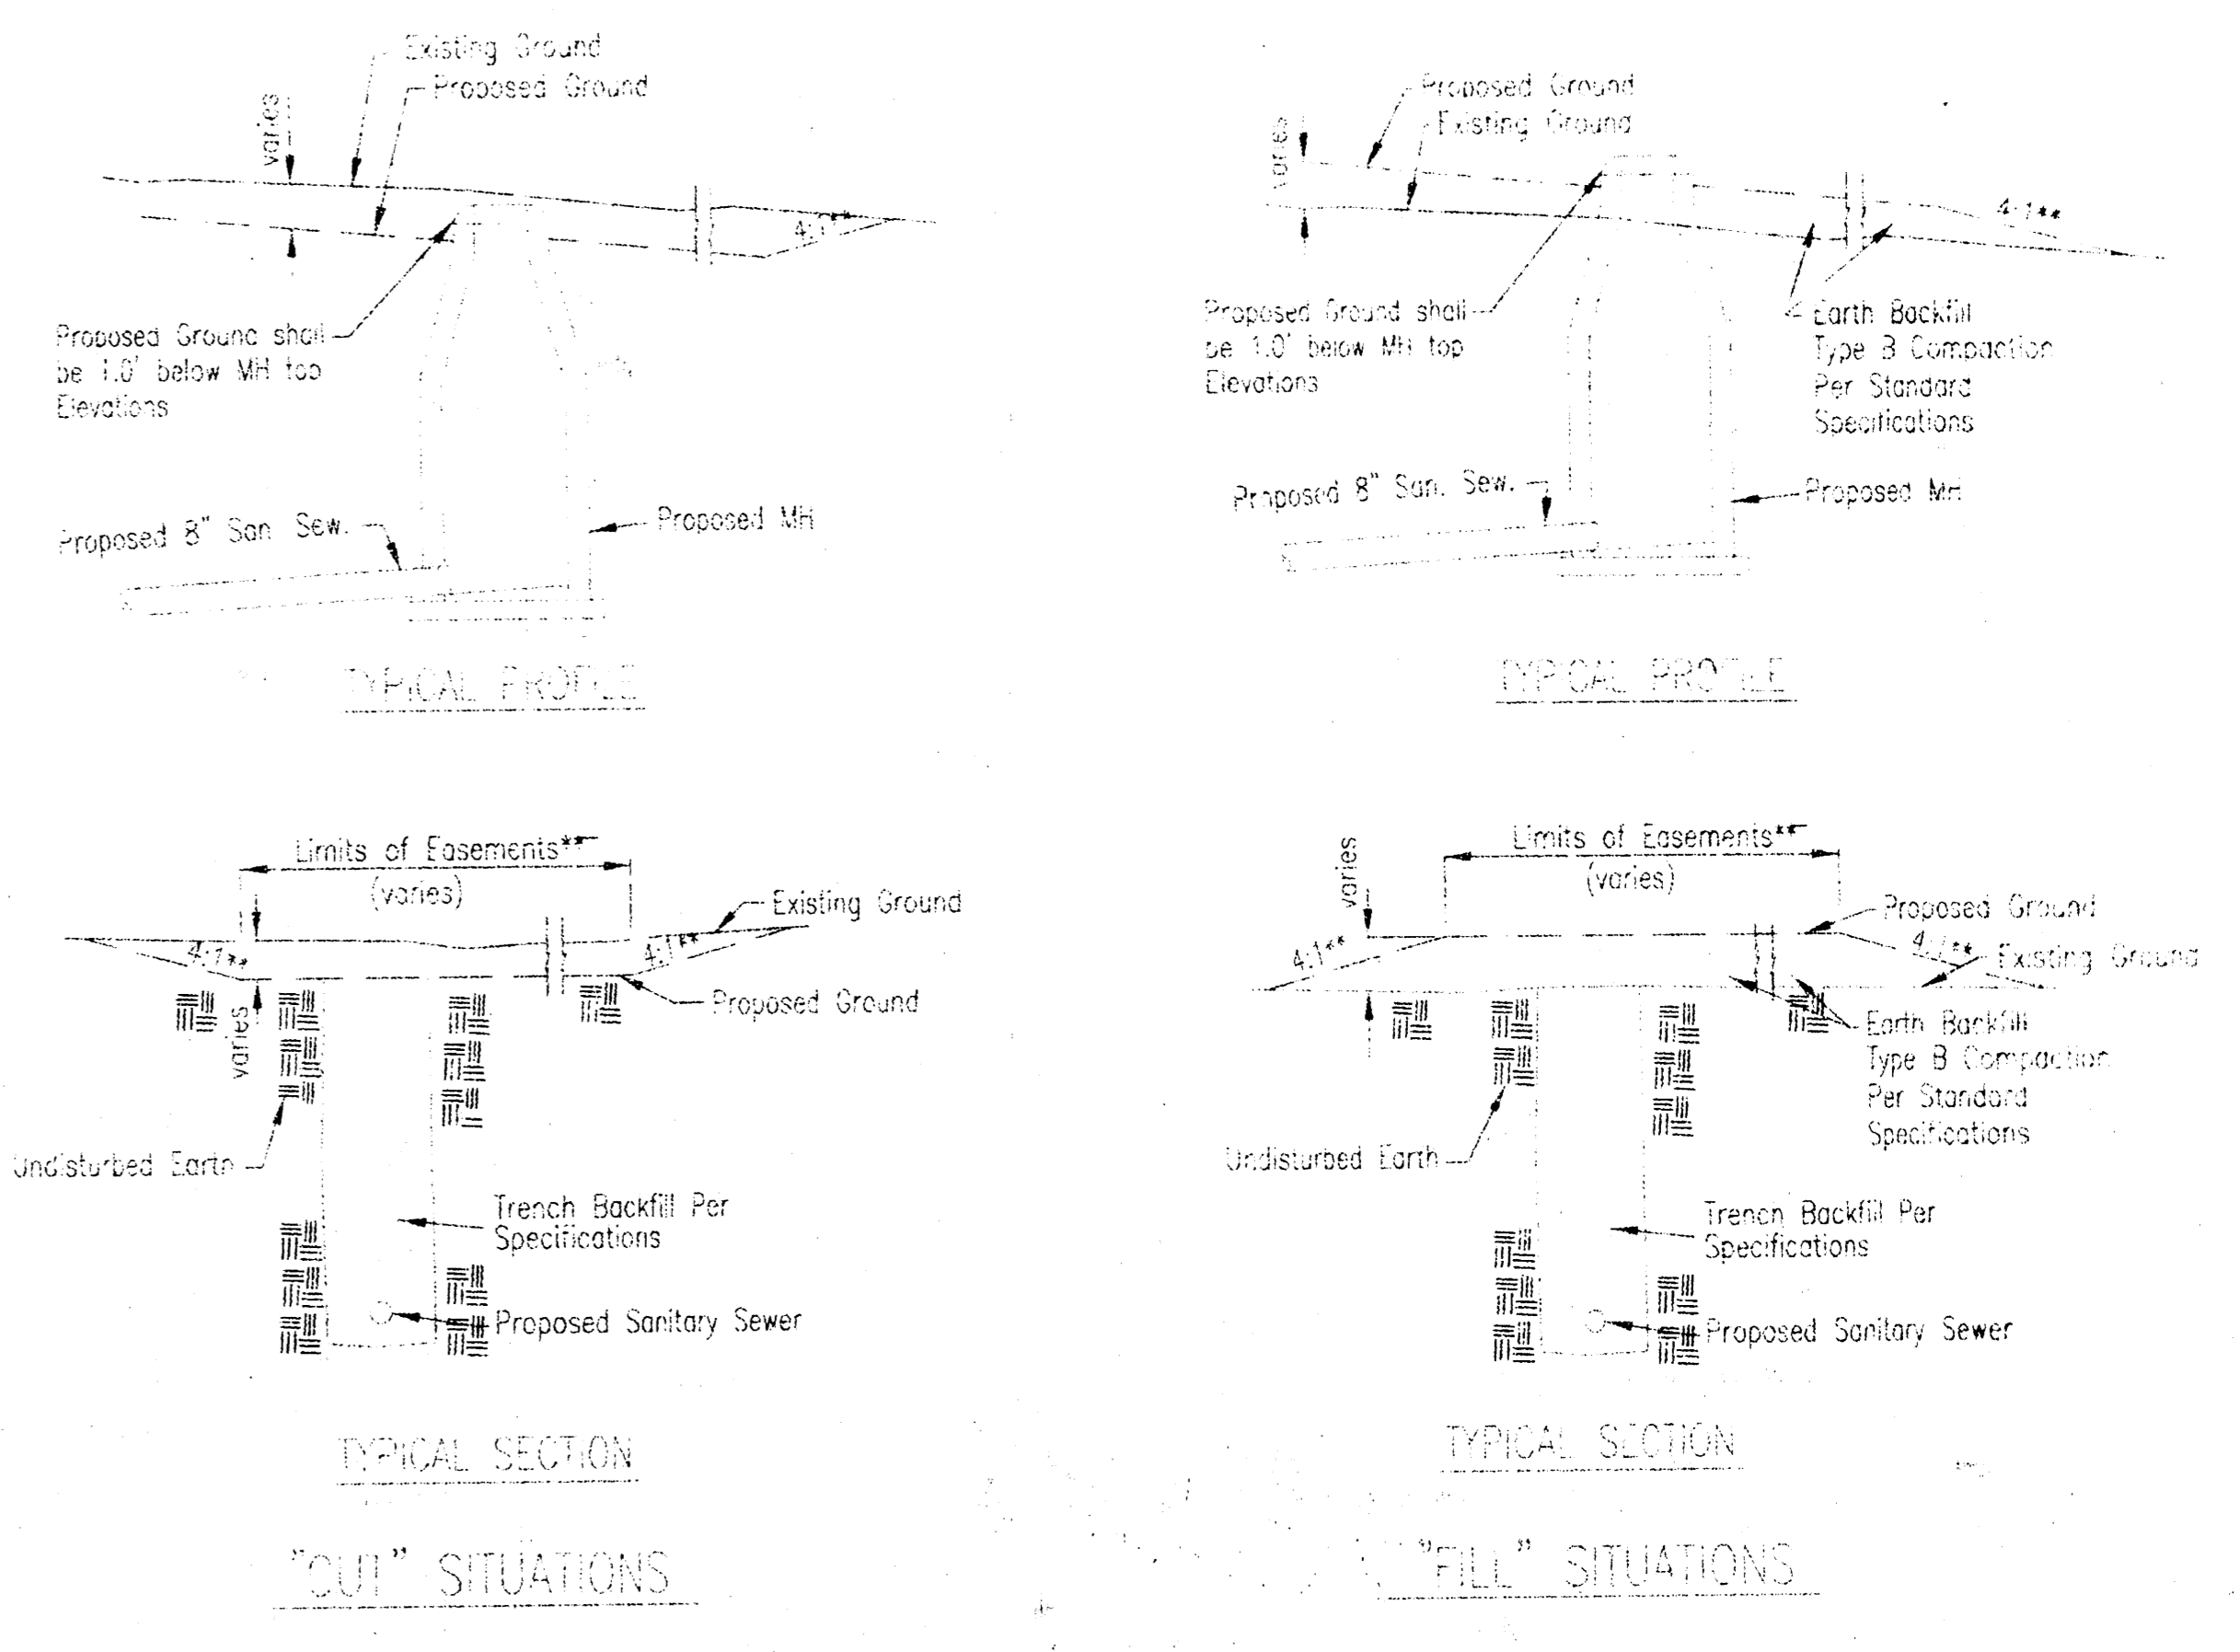 Existing Ground
Proposed Ground
varies
4:1**
Proposed Ground shall
be 1.0' below MH top
Elevations
Proposed 8" San. Sew.
Proposed MH
TYPICAL PROFILE
Proposed Ground
Existing Ground
varies
4:1**
Proposed Ground shall
be 1.0' below MH top
Elevations
Earth Backfill
Type B Compaction
Per Standard
Specifications
Proposed 8" San. Sew.
Proposed MH
TYPICAL PROFILE
Limits of Easements**
(varies)
Existing Ground
4:1**
4:1**
Proposed Ground
varies
Undisturbed Earth
Trench Backfill Per
Specifications
Proposed Sanitary Sewer
TYPICAL SECTION
"CUT" SITUATIONS
Limits of Easements**
(varies)
varies
Proposed Ground
4:1**
4:1**
Existing Ground
Earth Backfill
Type B Compaction
Per Standard
Specifications
Undisturbed Earth
Trench Backfill Per
Specifications
Proposed Sanitary Sewer
TYPICAL SECTION
"FILL" SITUATIONS